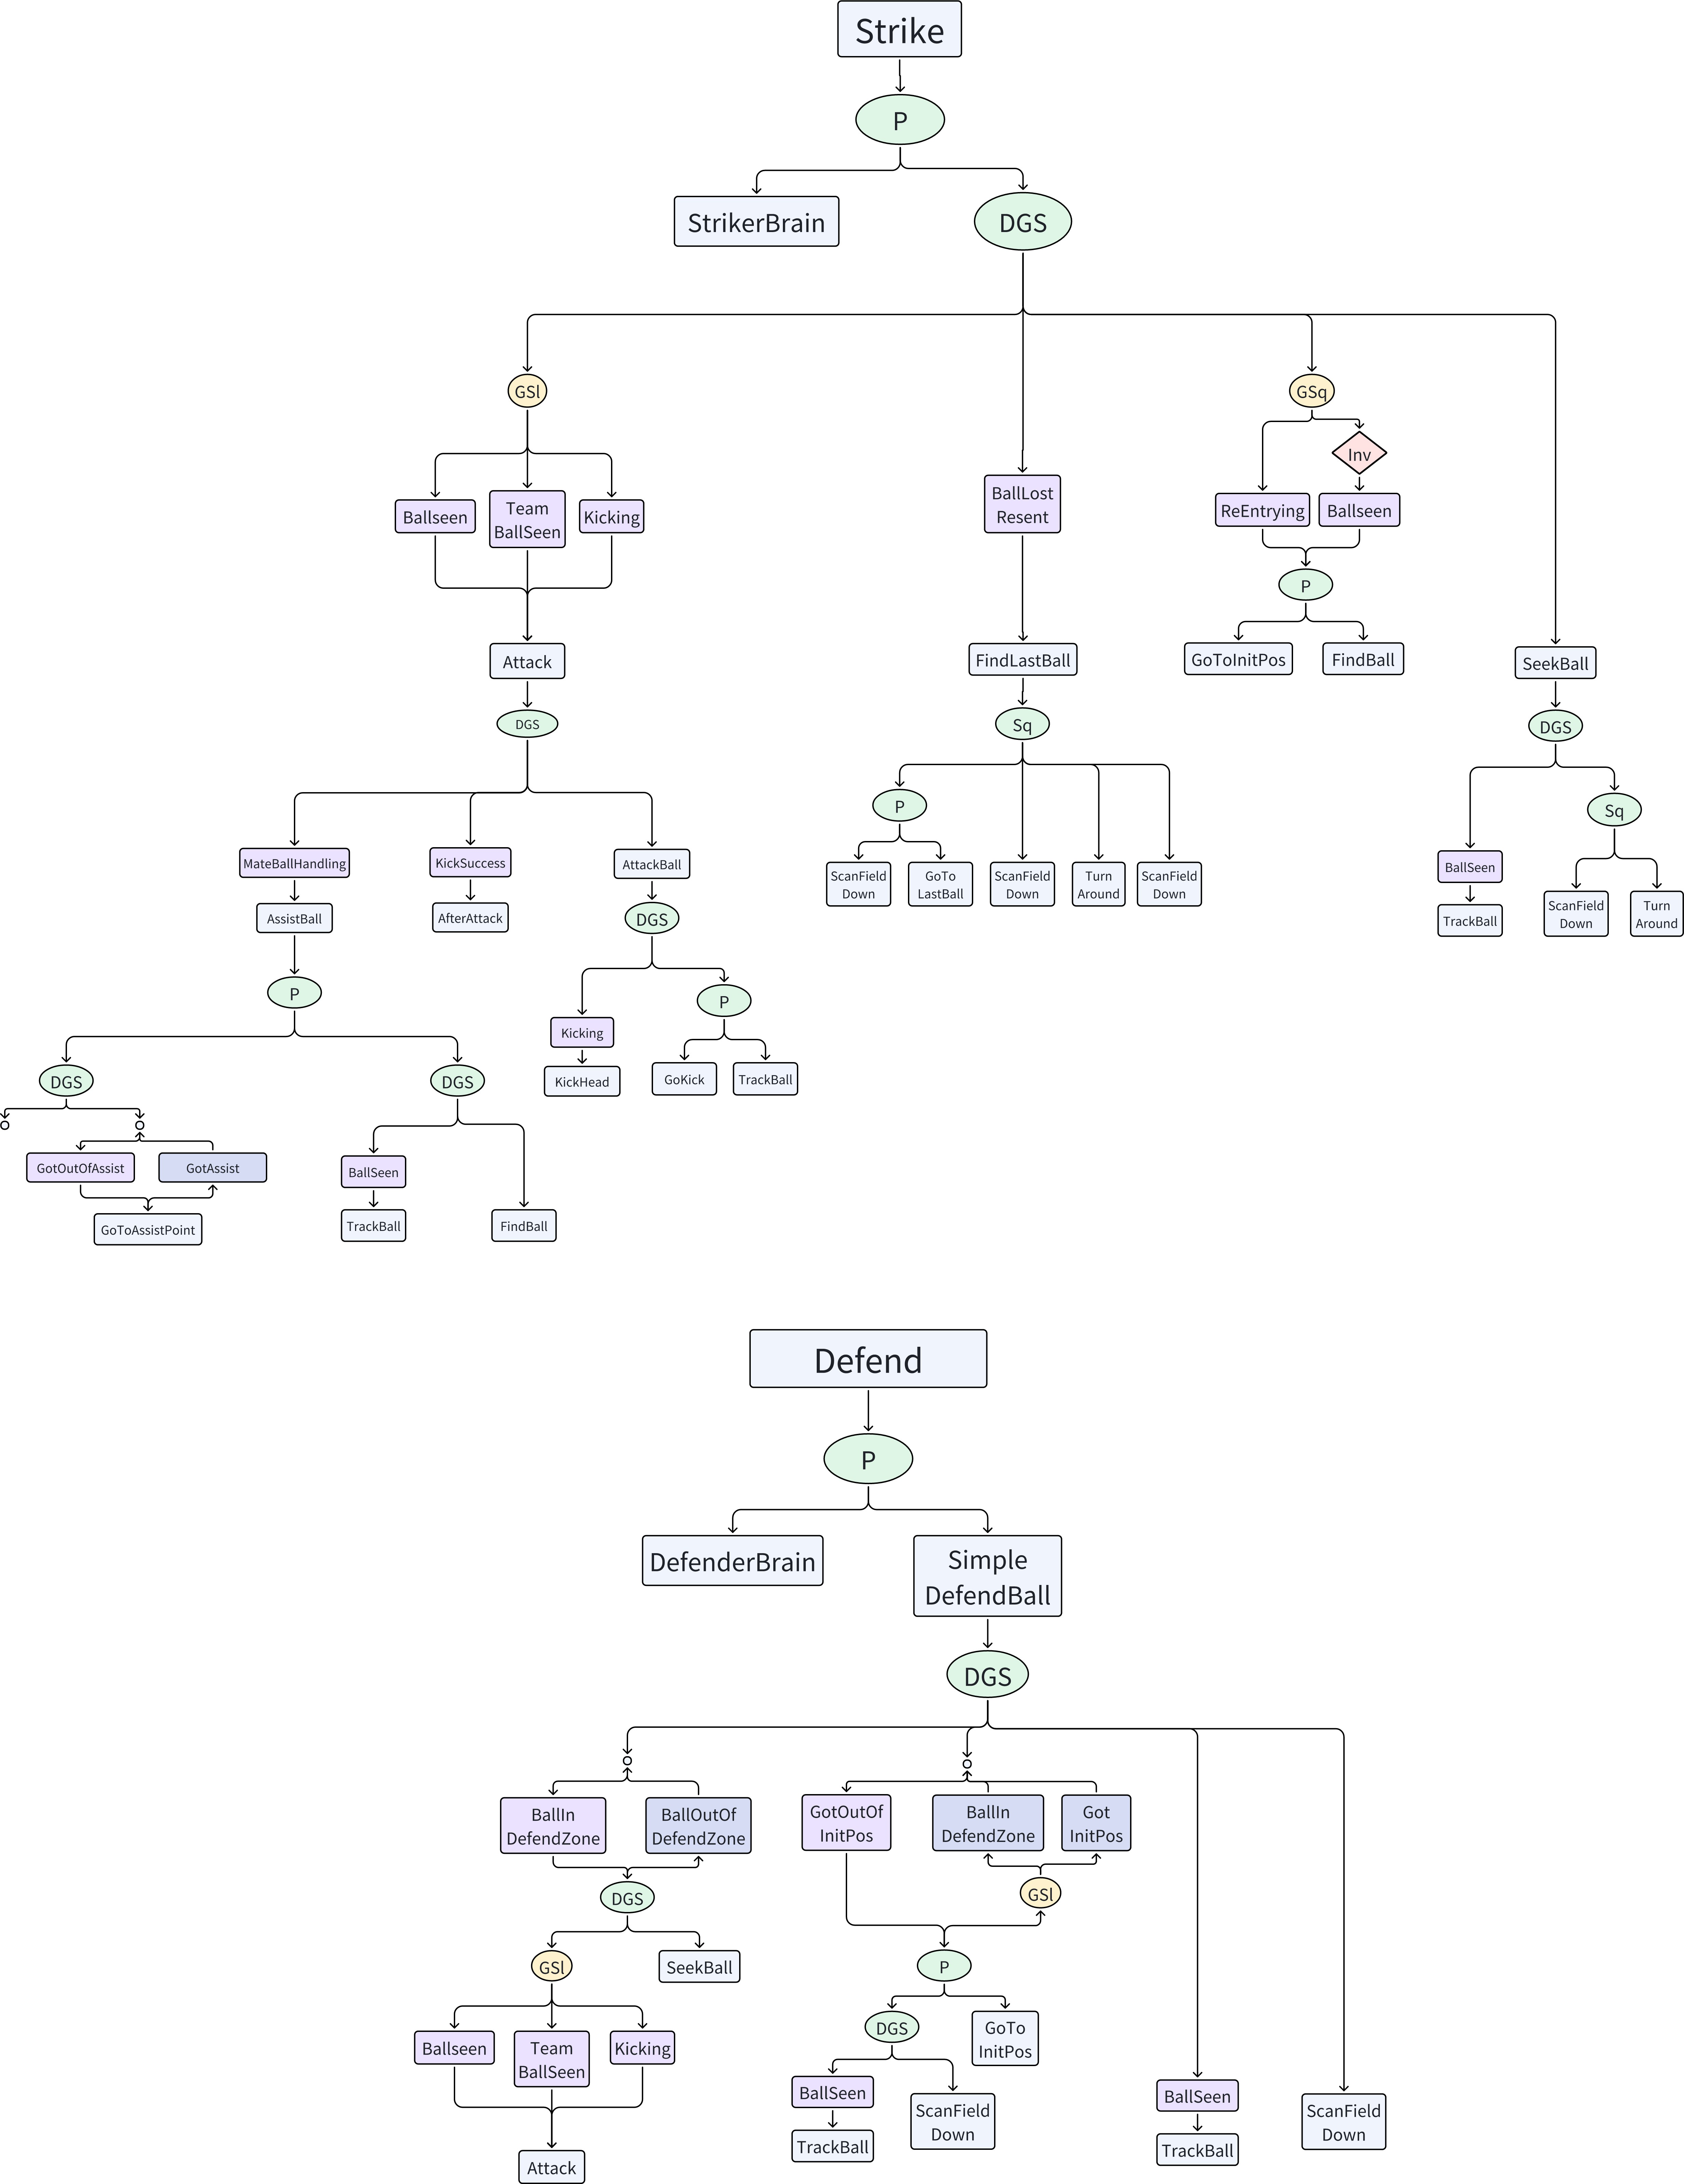 Strike
P
StrikerBrain
DGS
GSl
GSq
Inv
Ballseen
Team
BallSeen
Kicking
BallLost
Resent
ReEntrying
Ballseen
P
Attack
FindLastBall
GoToInitPos
FindBall
SeekBall
DGS
Sq
DGS
P
Sq
MateBallHandling
KickSuccess
AttackBall
ScanField
Down
GoTo
LastBall
ScanField
Down
Turn
Around
ScanField
Down
BallSeen
AssistBall
AfterAttack
DGS
TrackBall
ScanField
Down
Turn
Around
P
P
Kicking
DGS
DGS
KickHead
GoKick
TrackBall
GotOutOfAssist
GotAssist
BallSeen
GoToAssistPoint
TrackBall
FindBall
Defend
P
DefenderBrain
Simple
DefendBall
DGS
BallIn
DefendZone
BallOutOf
DefendZone
GotOutOf
InitPos
BallIn
DefendZone
Got
InitPos
DGS
GSl
GSl
SeekBall
P
DGS
GoTo
InitPos
Ballseen
Team
BallSeen
Kicking
BallSeen
ScanField
Down
BallSeen
ScanField
Down
TrackBall
TrackBall
Attack